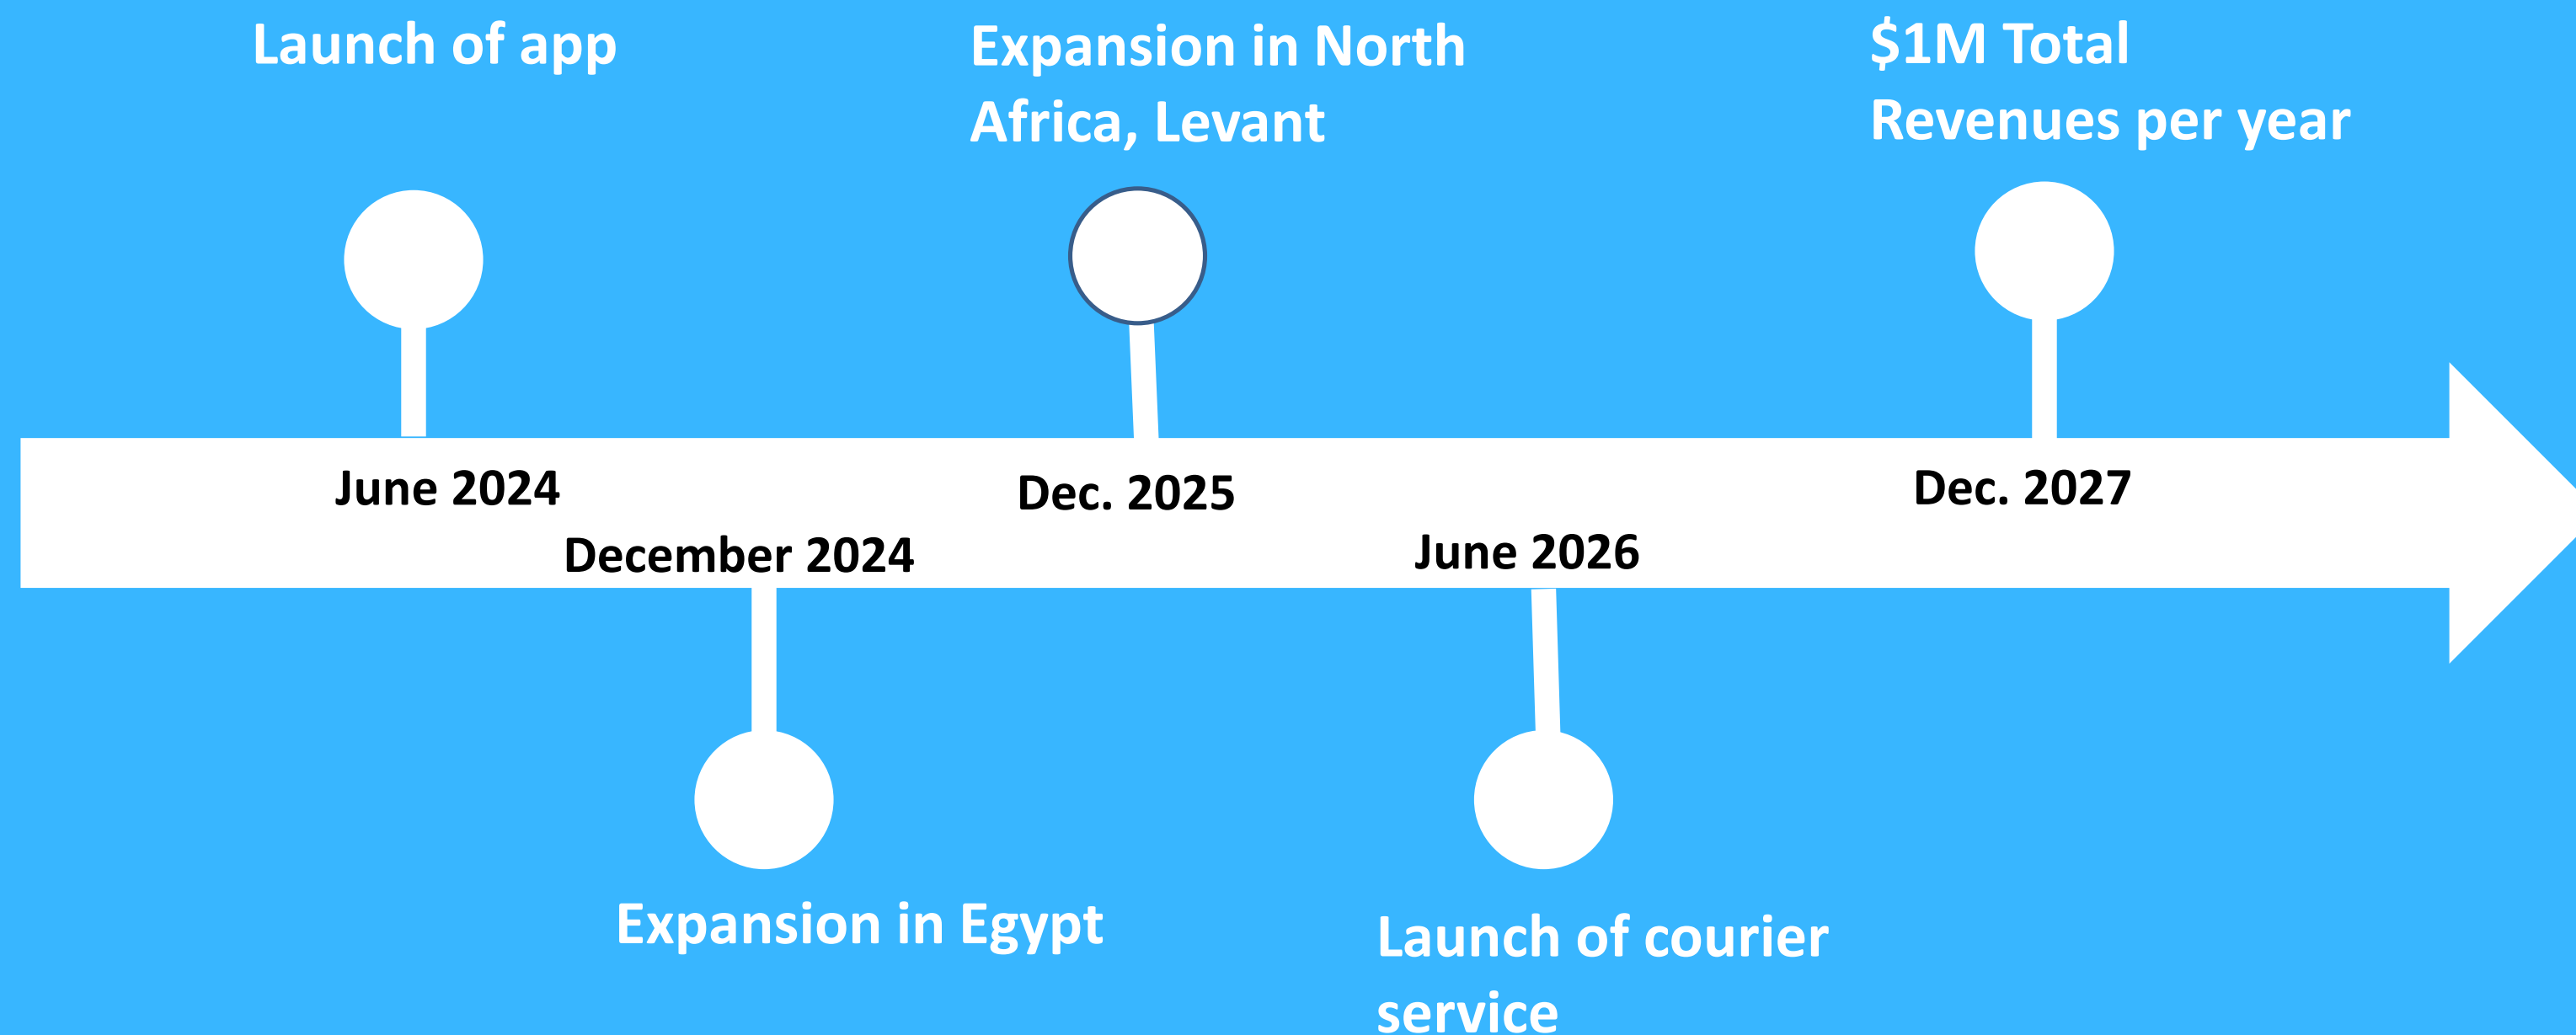 Launch of app
Expansion in North
Africa, Levant
$1M Total
Revenues per year
June 2024
Dec. 2025
Dec. 2027
December 2024
June 2026
Expansion in Egypt
Launch of courier
service